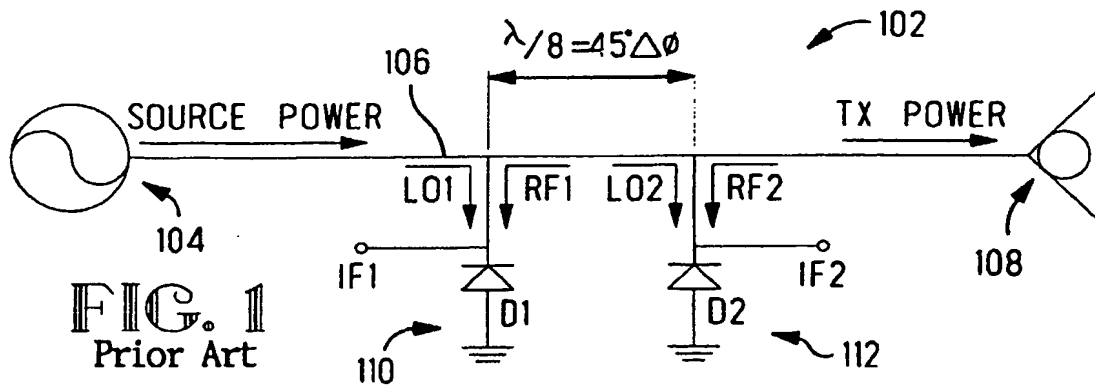 102
λ/8=45°Δø
106
SOURCE POWER
TX POWER
LO1
RF1
LO2
RF2
104
108
IF1
IF2
D1
D2
FIG. 1
Prior Art
110
112